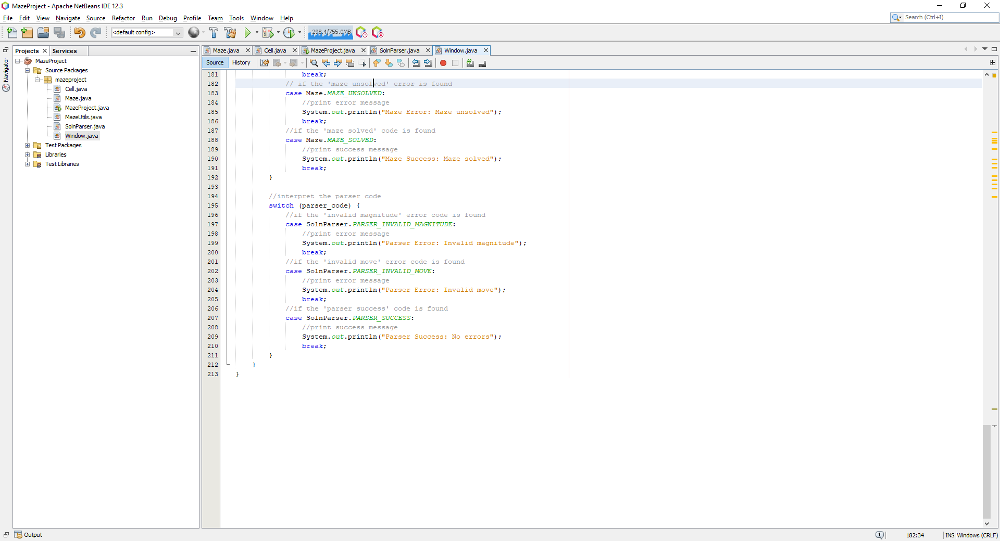 MazeProject - Apache NetBeans IDE 12.3
File Edit View Navigate Source Refactor Run Debug Profile Team Tools Window Help
Search (Ctrl+I)
<default config>
298.4/755.0MB
Projects
Services
Navigator
MazeProject
Source Packages
mazeproject
Cell.java
Maze.java
MazeProject.java
MazeUtils.java
SolnParser.java
Window.java
Test Packages
Libraries
Test Libraries
Maze.java Cell.java MazeProject.java SolnParser.java Window.java
Source History
181 break;
182 // if the 'maze unsolved' error is found
183 case Maze.MAZE_UNSOLVED:
184 //print error message
185 System.out.println("Maze Error: Maze unsolved");
186 break;
187 //if the 'maze solved' code is found
188 case Maze.MAZE_SOLVED:
189 //print success message
190 System.out.println("Maze Success: Maze solved");
191 break;
192 }
193
194 //interpret the parser code
195 switch (parser_code) {
196 //if the 'invalid magnitude' error code is found
197 case SolnParser.PARSER_INVALID_MAGNITUDE:
198 //print error message
199 System.out.println("Parser Error: Invalid magnitude");
200 break;
201 //if the 'invalid move' error code is found
202 case SolnParser.PARSER_INVALID_MOVE:
203 //print error message
204 System.out.println("Parser Error: Invalid move");
205 break;
206 //if the 'parser success' code is found
207 case SolnParser.PARSER_SUCCESS:
208 //print success message
209 System.out.println("Parser Success: No errors");
210 break;
211 }
212 }
213 }
Output
1
182:34
INS Windows (CRLF)